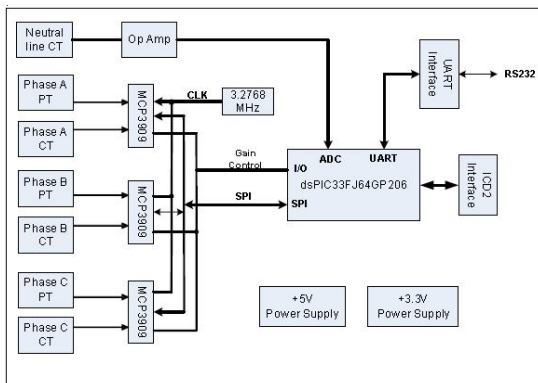 Neutral
line CT
Op Amp
UART
Interface
RS232
Phase A
PT
Phase A
CT
MCP3909
CLK
3.2768
MHz
Gain
Control
I/O
ADC
UART
dsPIC33FJ64GP206
SPI
SPI
ICD2
Interface
Phase B
PT
Phase B
CT
MCP3909
Phase C
PT
Phase C
CT
MCP3909
+5V
Power Supply
+3.3V
Power Supply